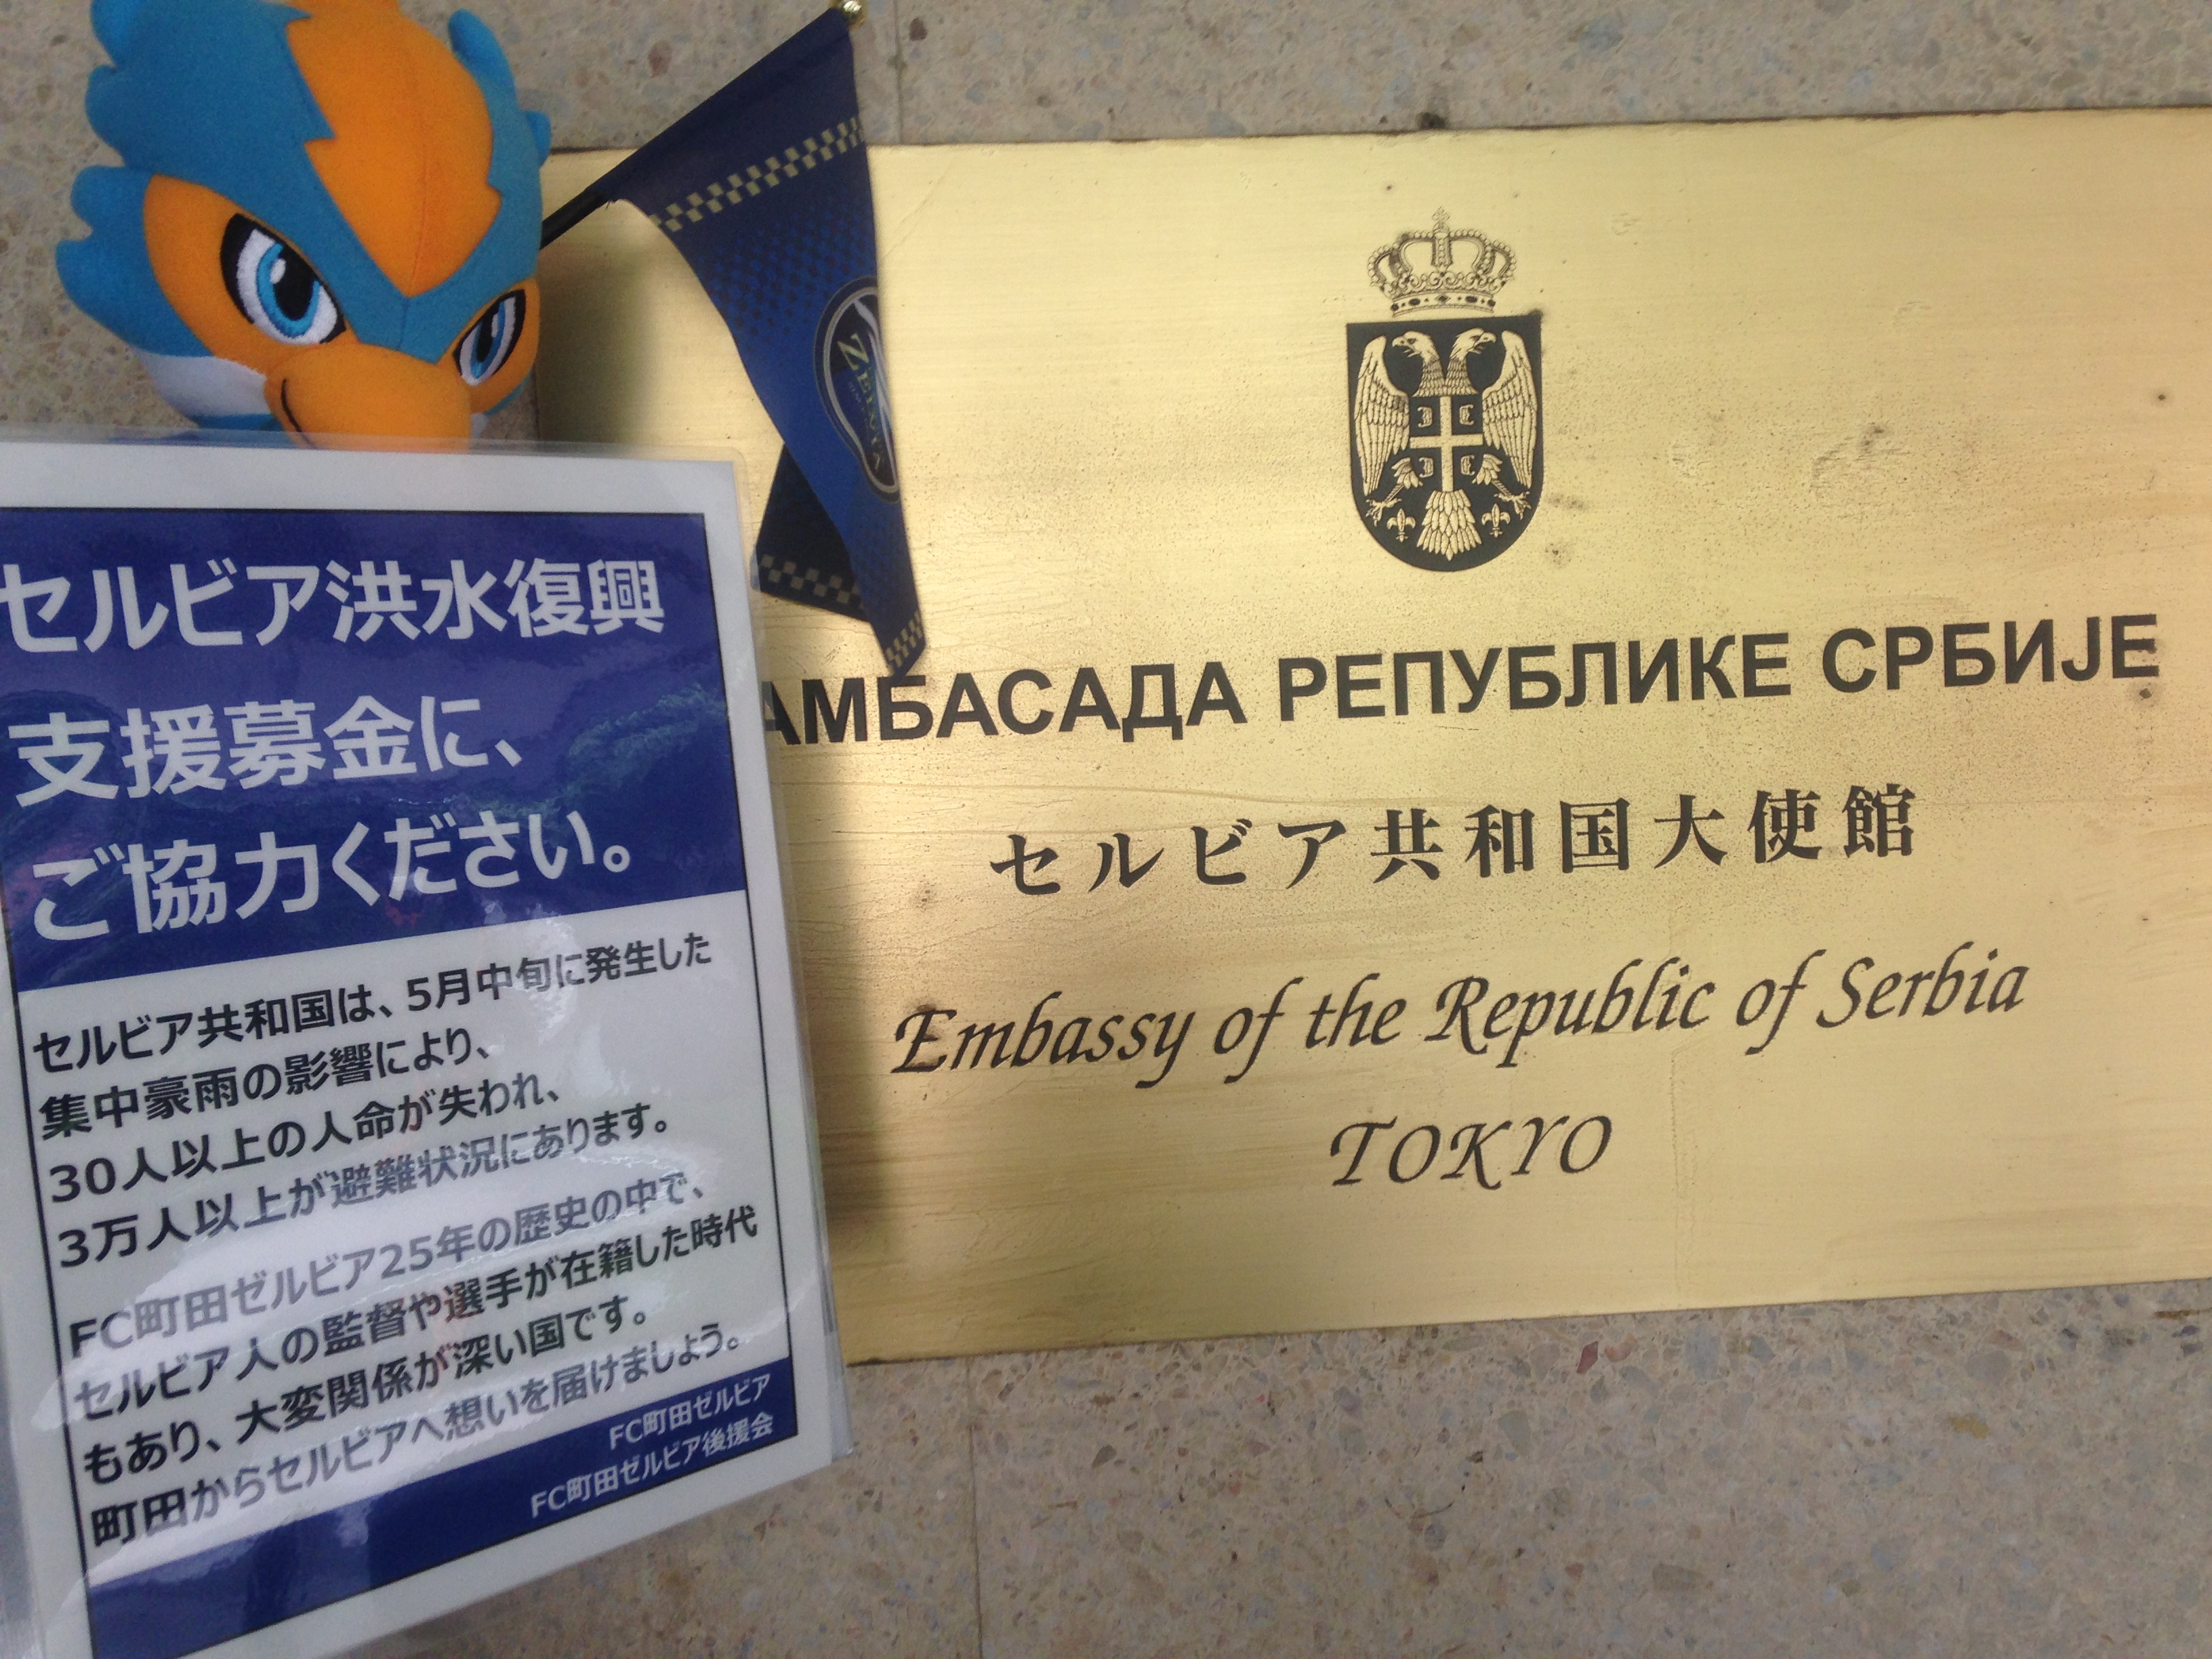 セルビア洪水復興
支援募金に、
ご協力ください。
セルビア共和国は、5月中旬に発生した
集中豪雨の影響により、
30人以上の人命が失われ、
3万人以上が避難状況にあります。
FC町田ゼルビア25年の歴史の中で、
セルビア人の監督や選手が在籍した時代
もあり、大変関係が深い国です。
町田からセルビアへ想いを届けましょう。
FC町田ゼルビア
FC町田ゼルビア後援会
ZELVIA
АМБАСАДА РЕПУБЛИКЕ СРБИЈЕ
セルビア共和国大使館
Embassy of the Republic of Serbia
TOKYO